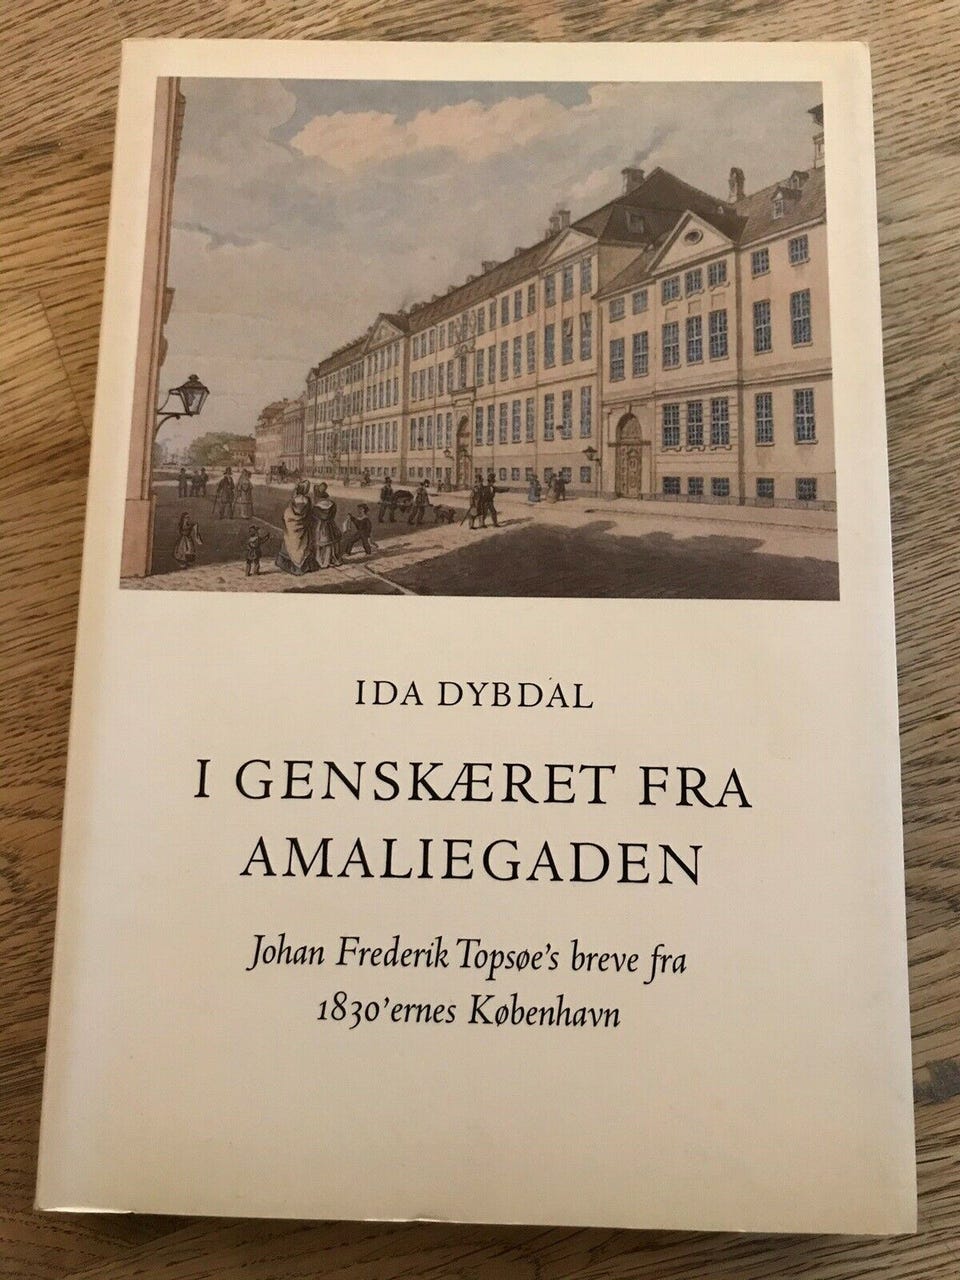 IDA DYBDAL
I GENSKÆRET FRA
AMALIEGADEN
Johan Frederik Topsøe's breve fra
1830'ernes København